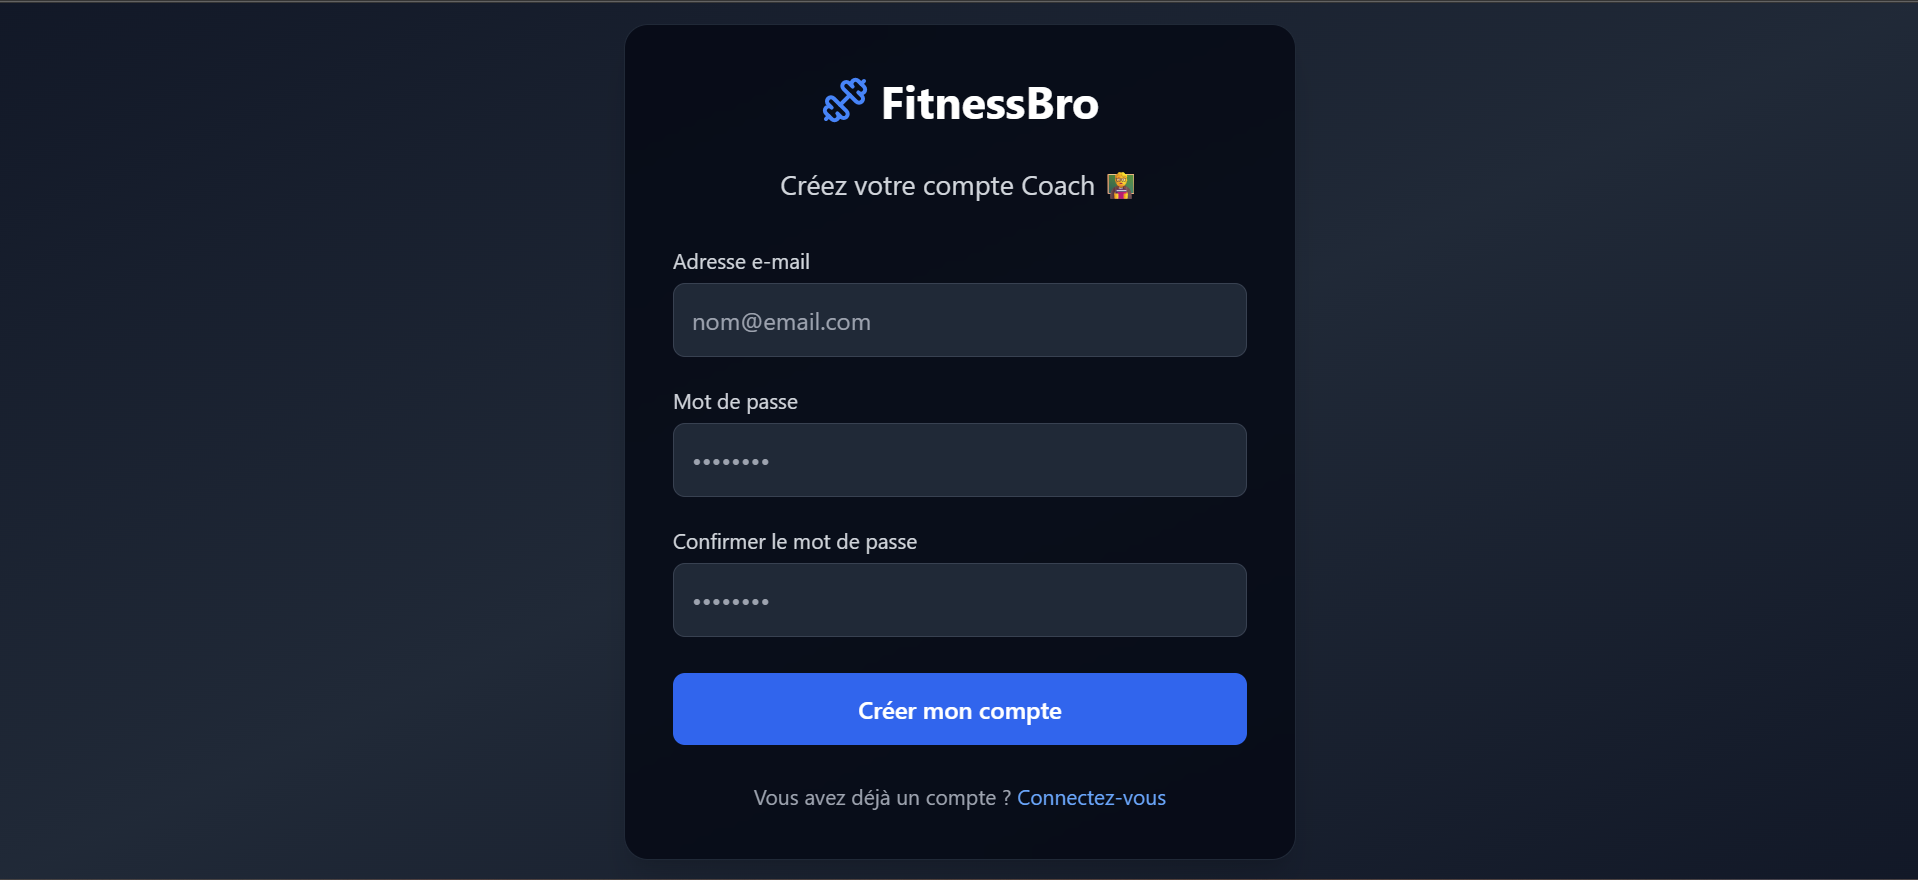 FitnessBro
Créez votre compte Coach 👩‍🏫
Adresse e-mail
nom@email.com
Mot de passe
••••••••
Confirmer le mot de passe
••••••••
Créer mon compte
Vous avez déjà un compte ? Connectez-vous